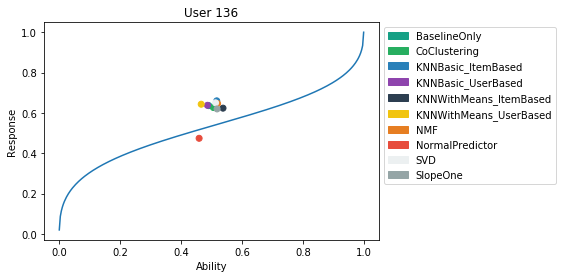 User 136
1.0
0.8
0.6
0.4
0.2
0.0
Response
0.0 0.2 0.4 0.6 0.8 1.0
Ability
BaselineOnly
CoClustering
KNNBasic_ItemBased
KNNBasic_UserBased
KNNWithMeans_ItemBased
KNNWithMeans_UserBased
NMF
NormalPredictor
SVD
SlopeOne